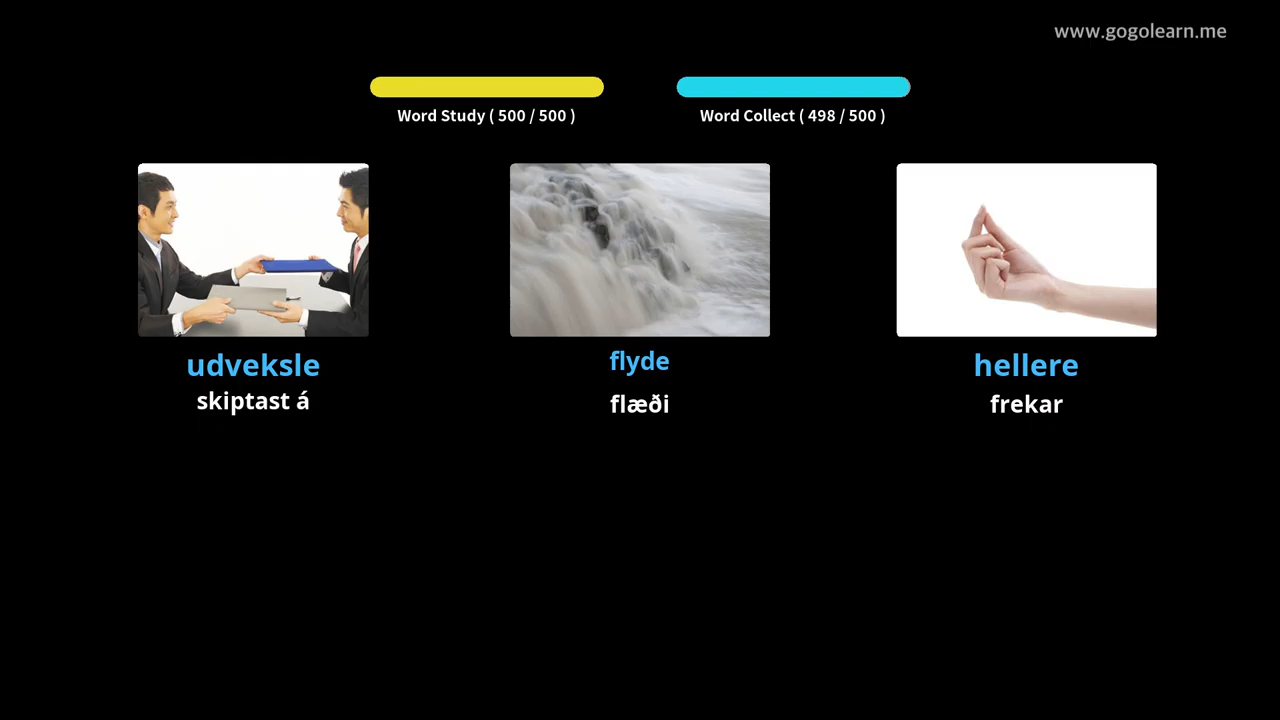 www.gogolearn.me
Word Study ( 500 / 500 )
Word Collect ( 498 / 500 )
udveksle
skiptast á
flyde
flæði
hellere
frekar